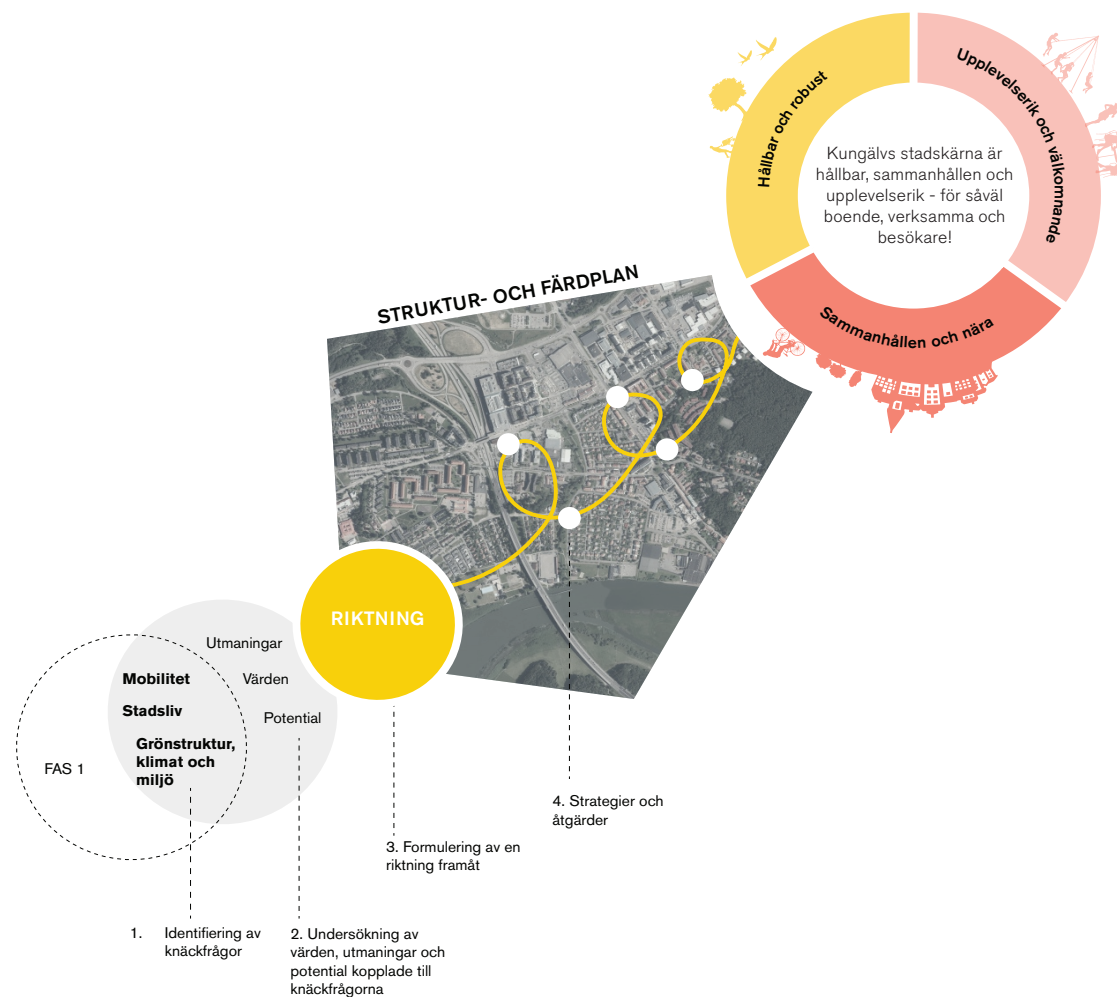 Hållbar och robust
Upplevelserik och välkomnande
Kungälvs stadskärna är
hållbar, sammanhållen och
upplevelserik - för såväl
boende, verksamma och
besökare!
Sammanhållen och nära
STRUKTUR- OCH FÄRDPLAN
RIKTNING
Utmaningar
Värden
Potential
Mobilitet
Stadsliv
Grönstruktur,
klimat och
miljö
FAS 1
4. Strategier och
åtgärder
3. Formulering av en
riktning framåt
1. Identifiering av
knäckfrågor
2. Undersökning av
värden, utmaningar och
potential kopplade till
knäckfrågorna